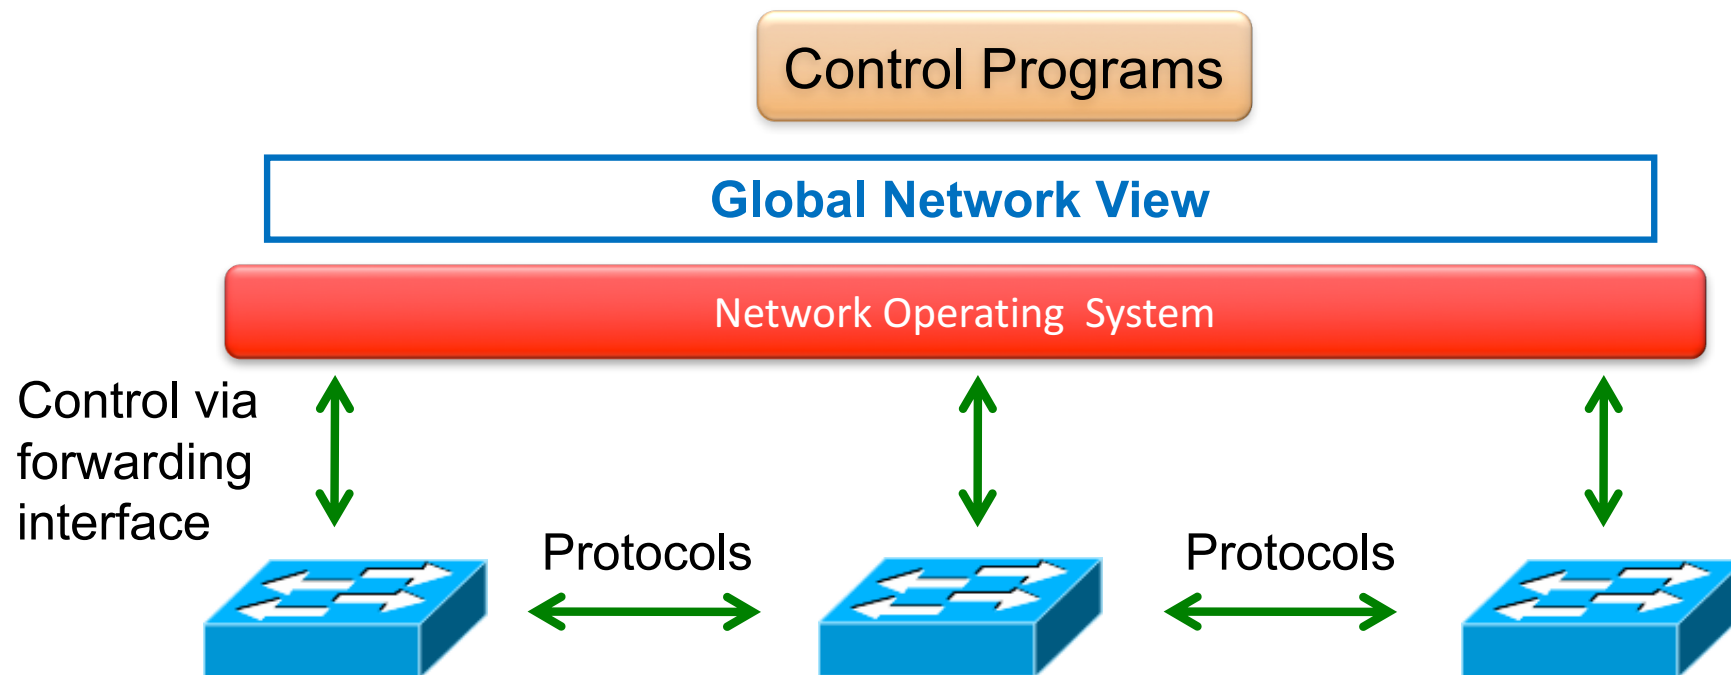 Control Programs
Global Network View
Network Operating  System
Control via
forwarding
interface
Protocols
Protocols